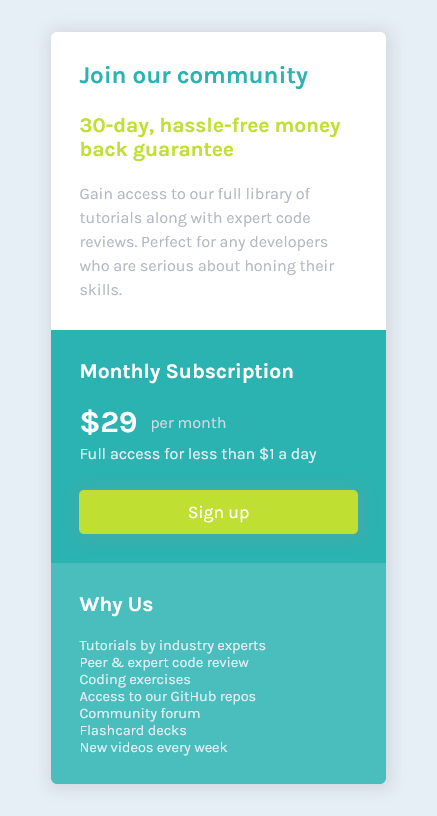 Join our community
30-day, hassle-free money
back guarantee
Gain access to our full library of
tutorials along with expert code
reviews. Perfect for any developers
who are serious about honing their
skills.
Monthly Subscription
$29 per month
Full access for less than $1 a day
Sign up
Why Us
Tutorials by industry experts
Peer & expert code review
Coding exercises
Access to our GitHub repos
Community forum
Flashcard decks
New videos every week